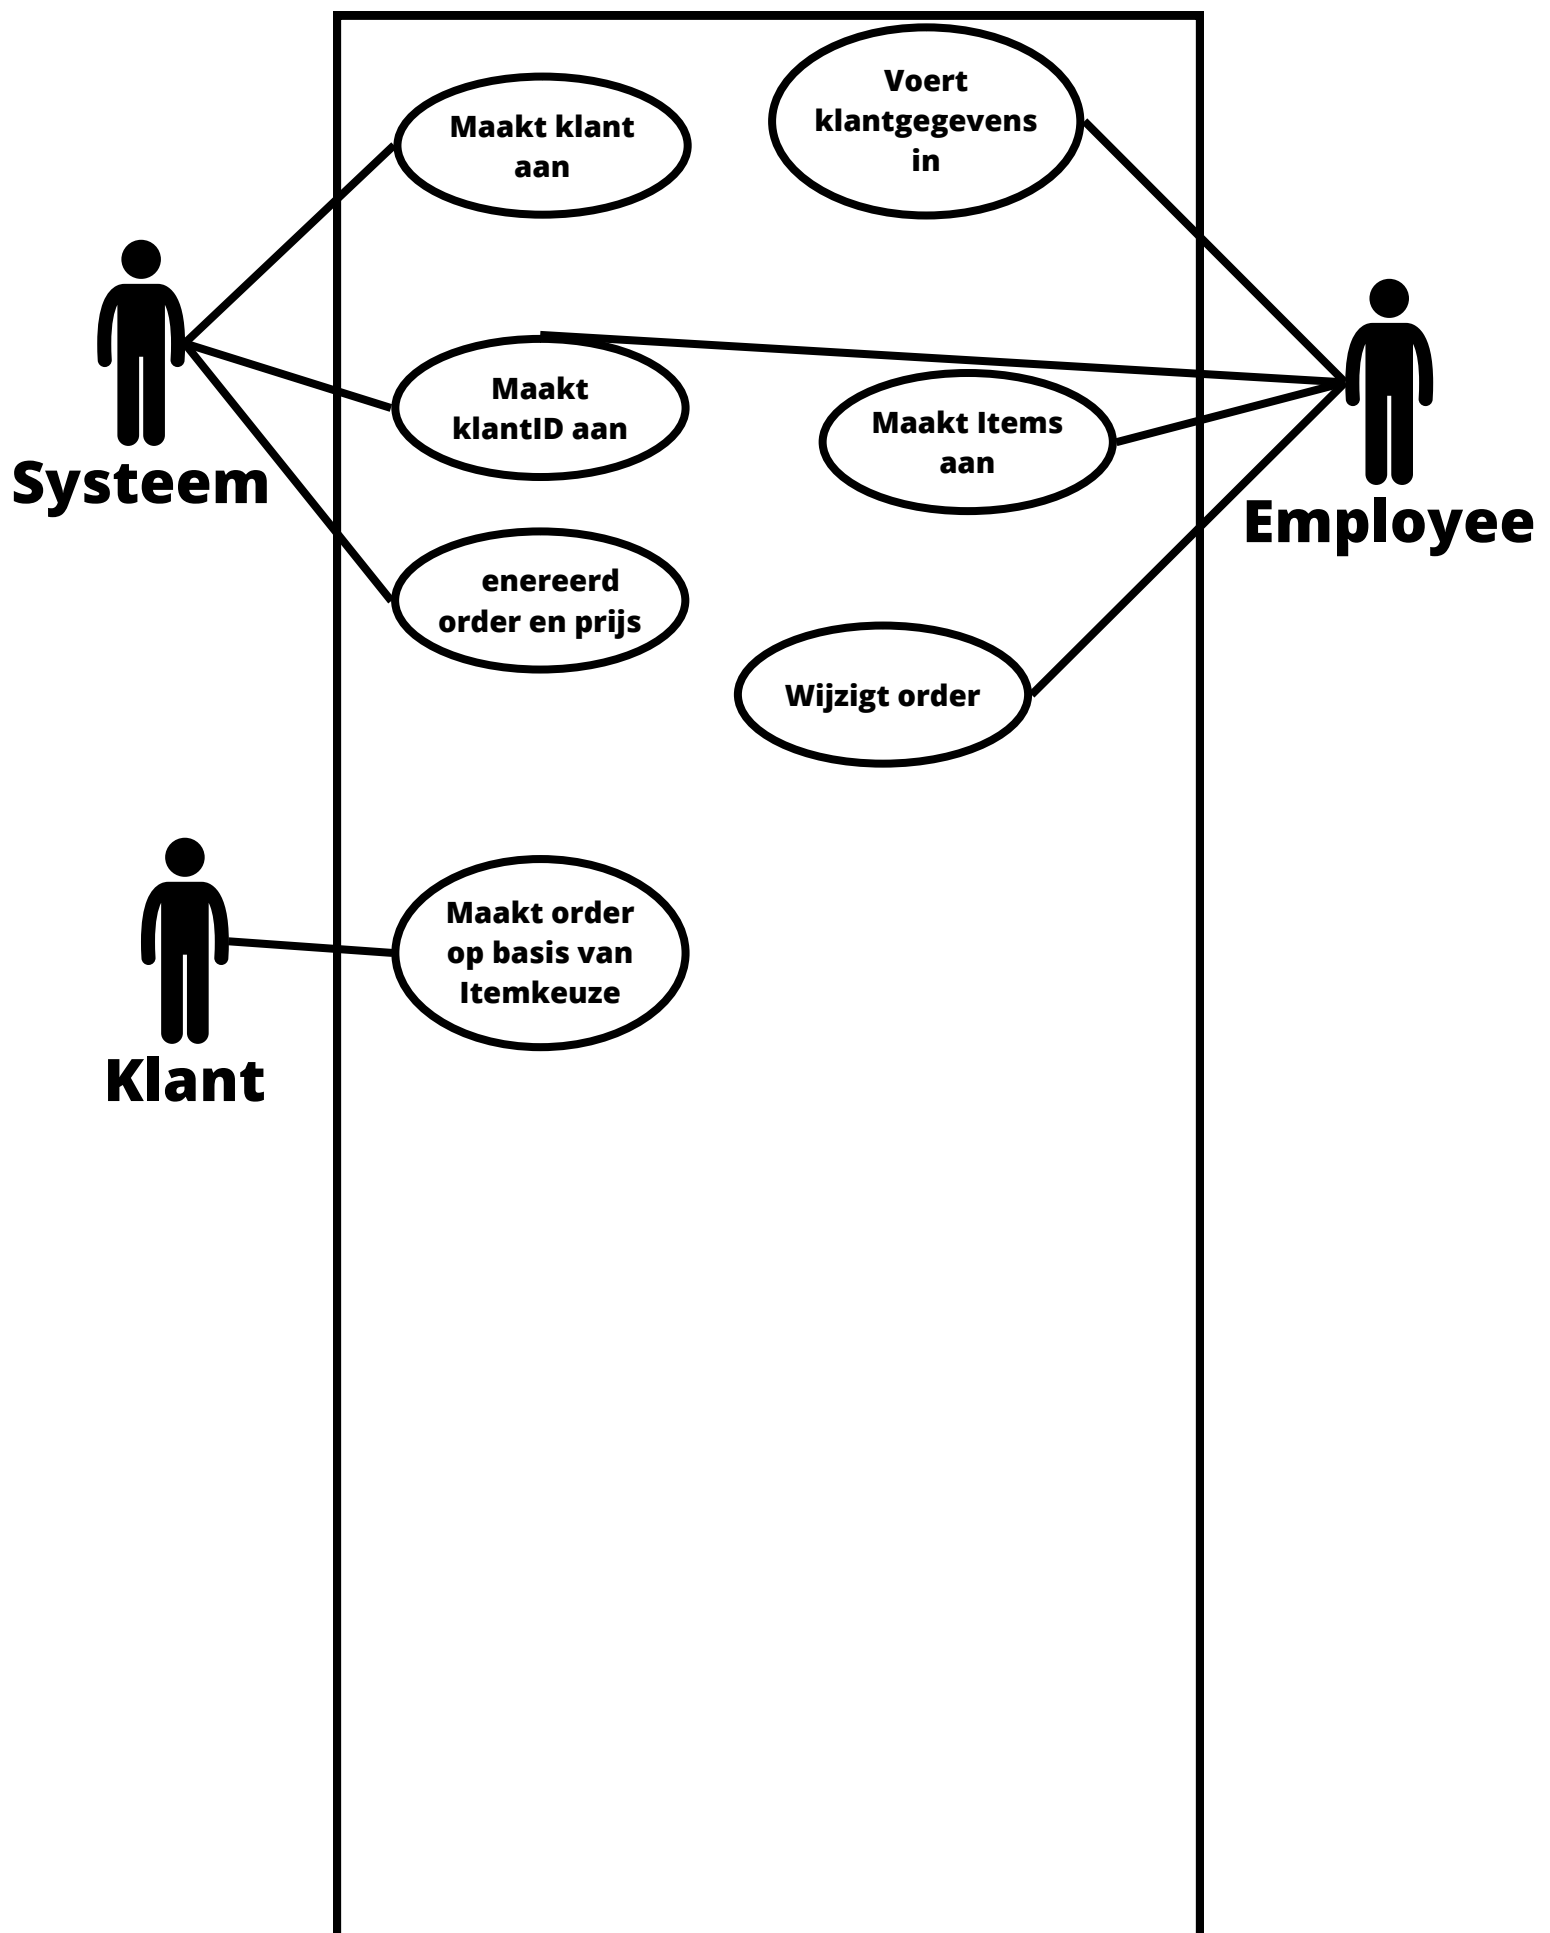 Voert
klantgegevens
in
Maakt klant
aan
Maakt
klantID aan
Maakt Items
aan
Systeem
Employee
enereerd
order en prijs
Wijzigt order
Maakt order
op basis van
Itemkeuze
Klant